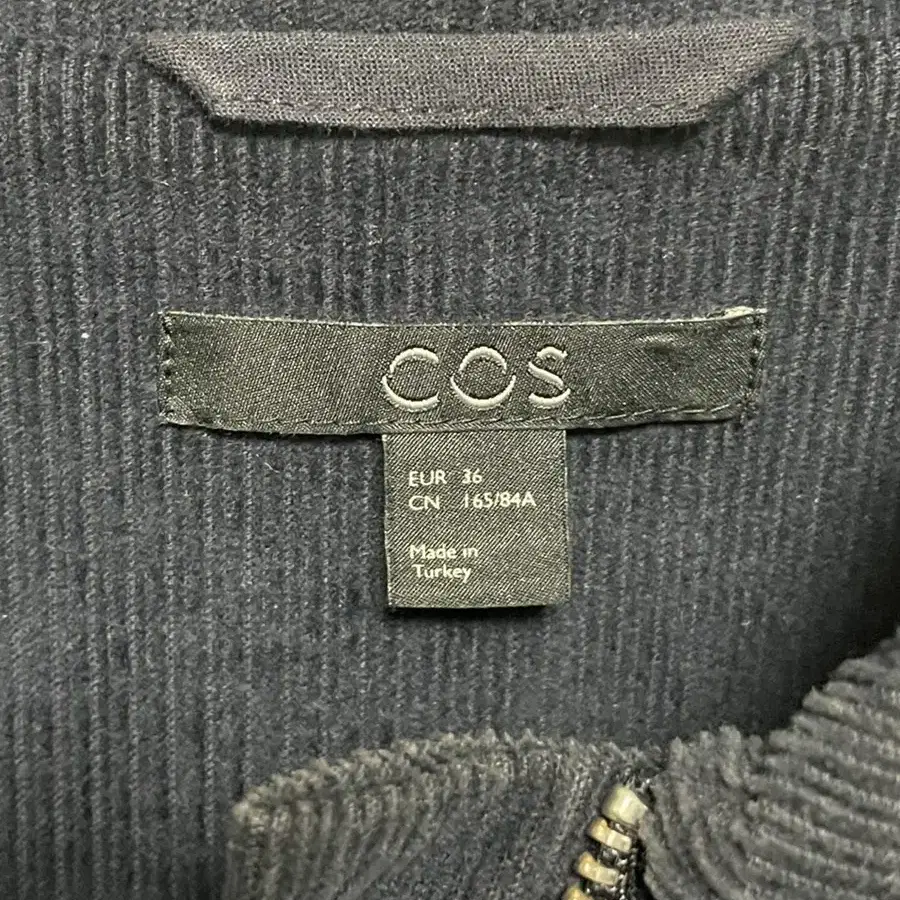 COS
EUR 36
CN 165/84A
Made in
Turkey